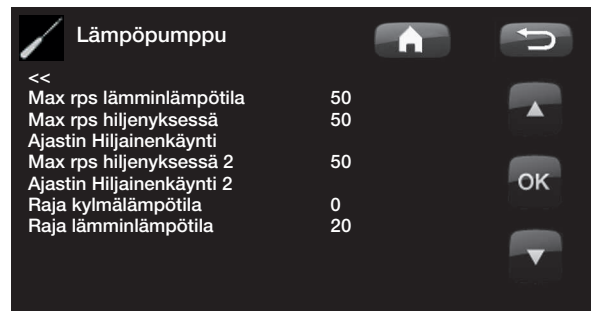 Lämpöpumppu
<<
Max rps lämminlämpötila 50
Max rps hiljenyksessä 50
Ajastin Hiljainenkäynti
Max rps hiljenyksessä 2 50
Ajastin Hiljainenkäynti 2
OK
Raja kylmälämpötila 0
Raja lämminlämpötila 20